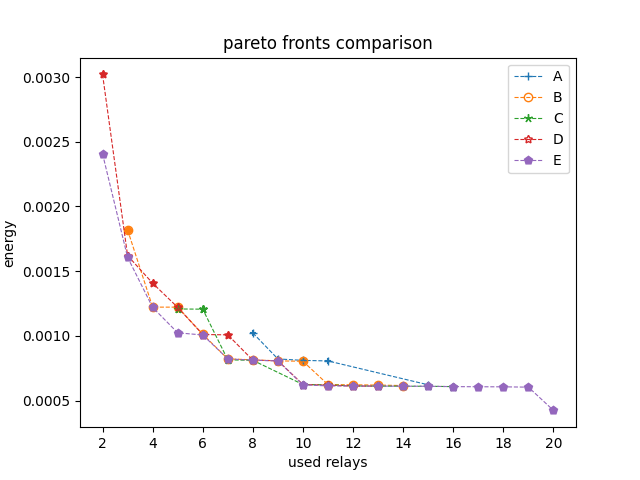 pareto fronts comparison
A
B
C
D
E
0.0030
0.0025
0.0020
0.0015
0.0010
0.0005
energy
2 4 6 8 10 12 14 16 18 20
used relays